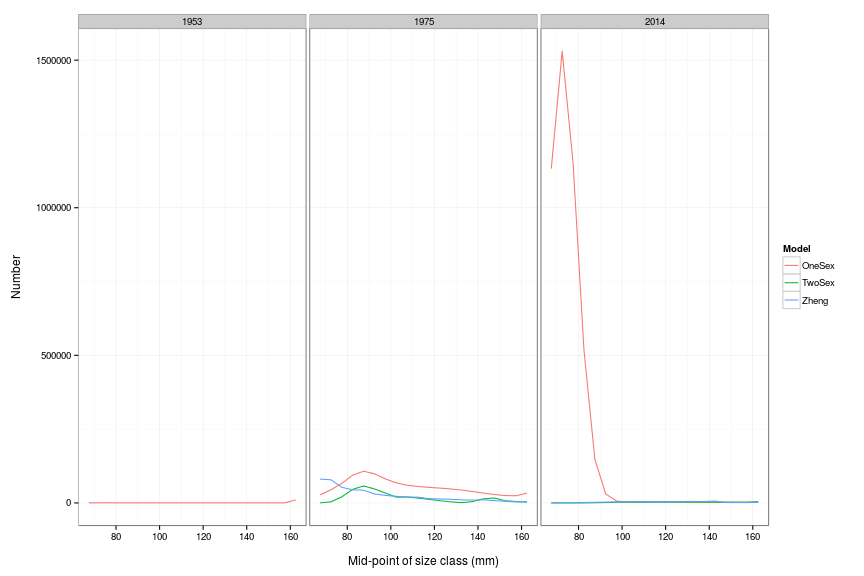 1953 1975 2014
1500000
1000000
500000
0
Number
80 100 120 140 160 80 100 120 140 160 80 100 120 140 160
Mid-point of size class (mm)
Model
OneSex
TwoSex
Zheng